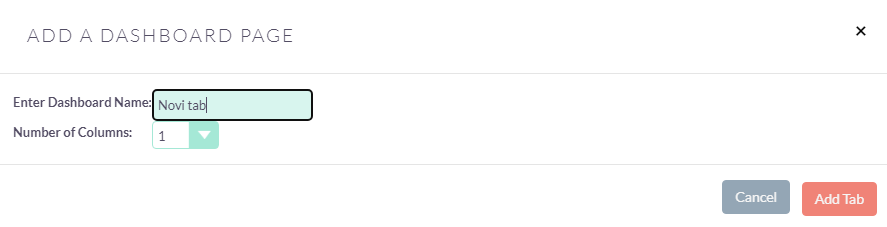 ADD A DASHBOARD PAGE
×
Enter Dashboard Name: Novi tab
Number of Columns: 1
Cancel Add Tab